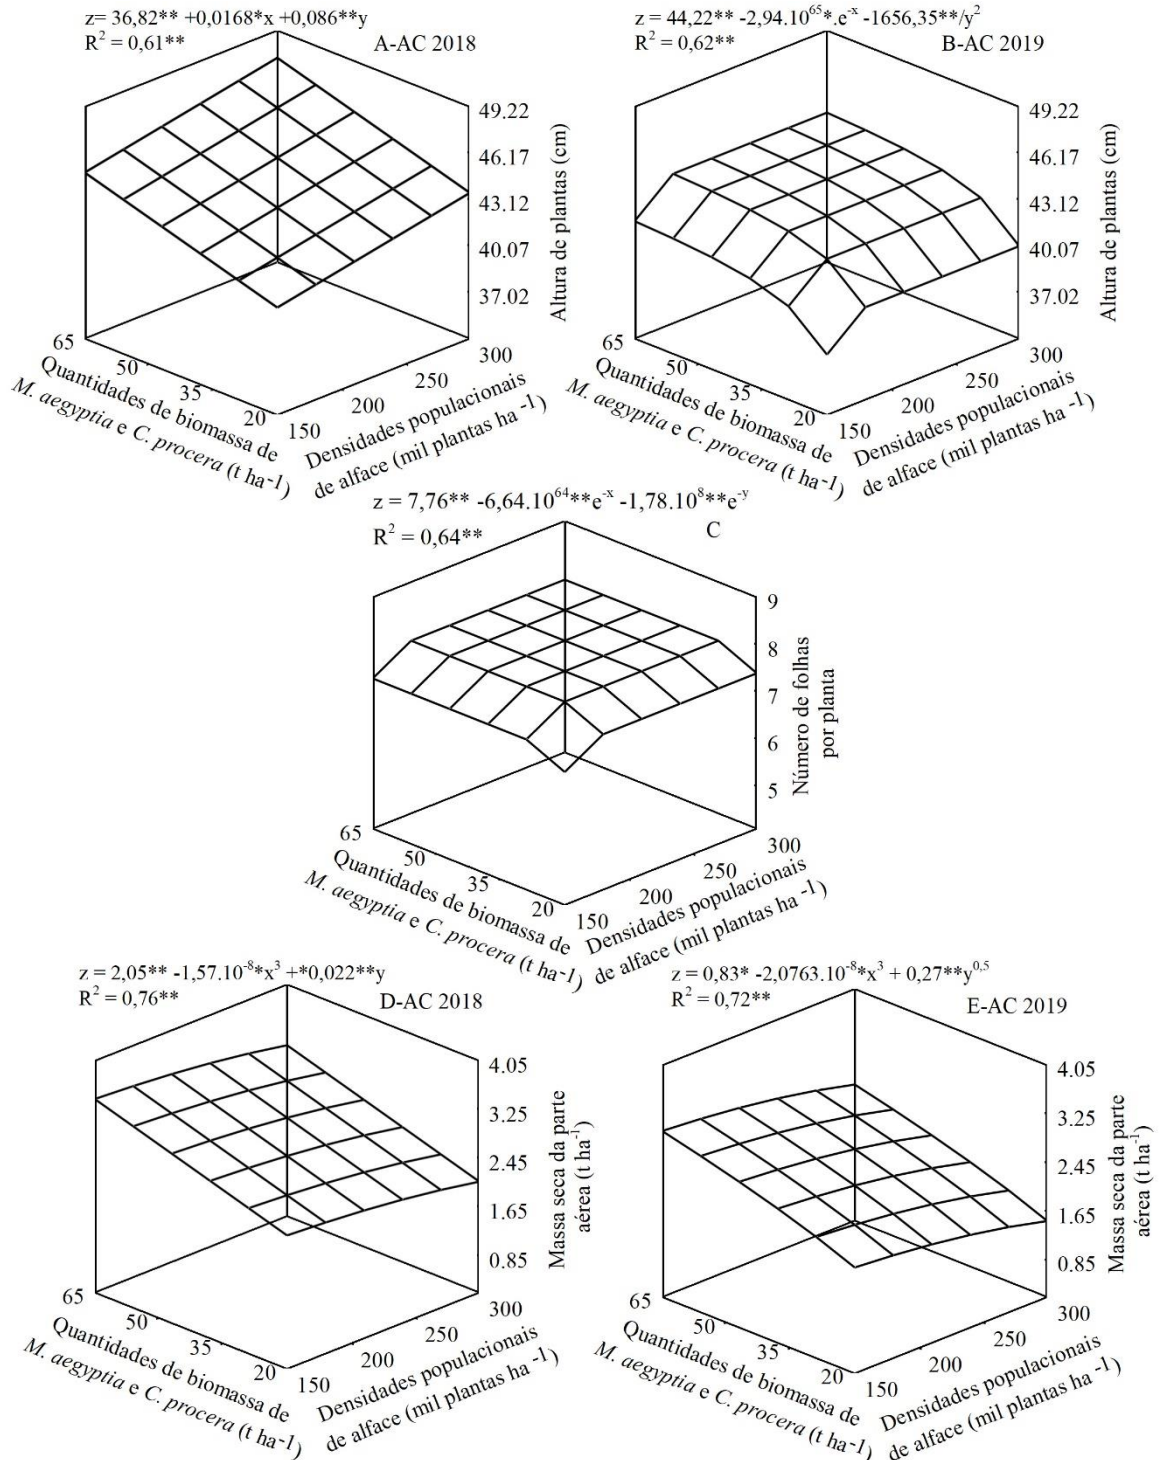 z= 36,82** +0,0168*x +0,086**y
R² = 0,61**
A-AC 2018
49.22
46.17
43.12
40.07
37.02
Altura de plantas (cm)
65
50
35
20
Quantidades de biomassa de
M. aegyptia e C. procera (t ha⁻¹)
150
200
250
300
Densidades populacionais
de alface (mil plantas ha ⁻¹)
z = 44,22** -2,94.10⁶⁵*.e⁻ˣ -1656,35**/y²
R² = 0,62**
B-AC 2019
49.22
46.17
43.12
40.07
37.02
Altura de plantas (cm)
65
50
35
20
Quantidades de biomassa de
M. aegyptia e C. procera (t ha⁻¹)
150
200
250
300
Densidades populacionais
de alface (mil plantas ha ⁻¹)
z = 7,76** -6,64.10⁶⁴**e⁻ˣ -1,78.10⁸**e⁻ʸ
R² = 0,64**
C
9
8
7
6
5
Número de folhas
por planta
65
50
35
20
Quantidades de biomassa de
M. aegyptia e C. procera (t ha⁻¹)
150
200
250
300
Densidades populacionais
de alface (mil plantas ha ⁻¹)
z = 2,05** -1,57.10⁻⁸*x³ +*0,022**y
R² = 0,76**
D-AC 2018
4.05
3.25
2.45
1.65
0.85
Massa seca da parte
aérea (t ha⁻¹)
65
50
35
20
Quantidades de biomassa de
M. aegyptia e C. procera (t ha⁻¹)
150
200
250
300
Densidades populacionais
de alface (mil plantas ha ⁻¹)
z = 0,83* -2,0763.10⁻⁸*x³ + 0,27**y⁰,⁵
R² = 0,72**
E-AC 2019
4.05
3.25
2.45
1.65
0.85
Massa seca da parte
aérea (t ha⁻¹)
65
50
35
20
Quantidades de biomassa de
M. aegyptia e C. procera (t ha⁻¹)
150
200
250
300
Densidades populacionais
de alface (mil plantas ha ⁻¹)